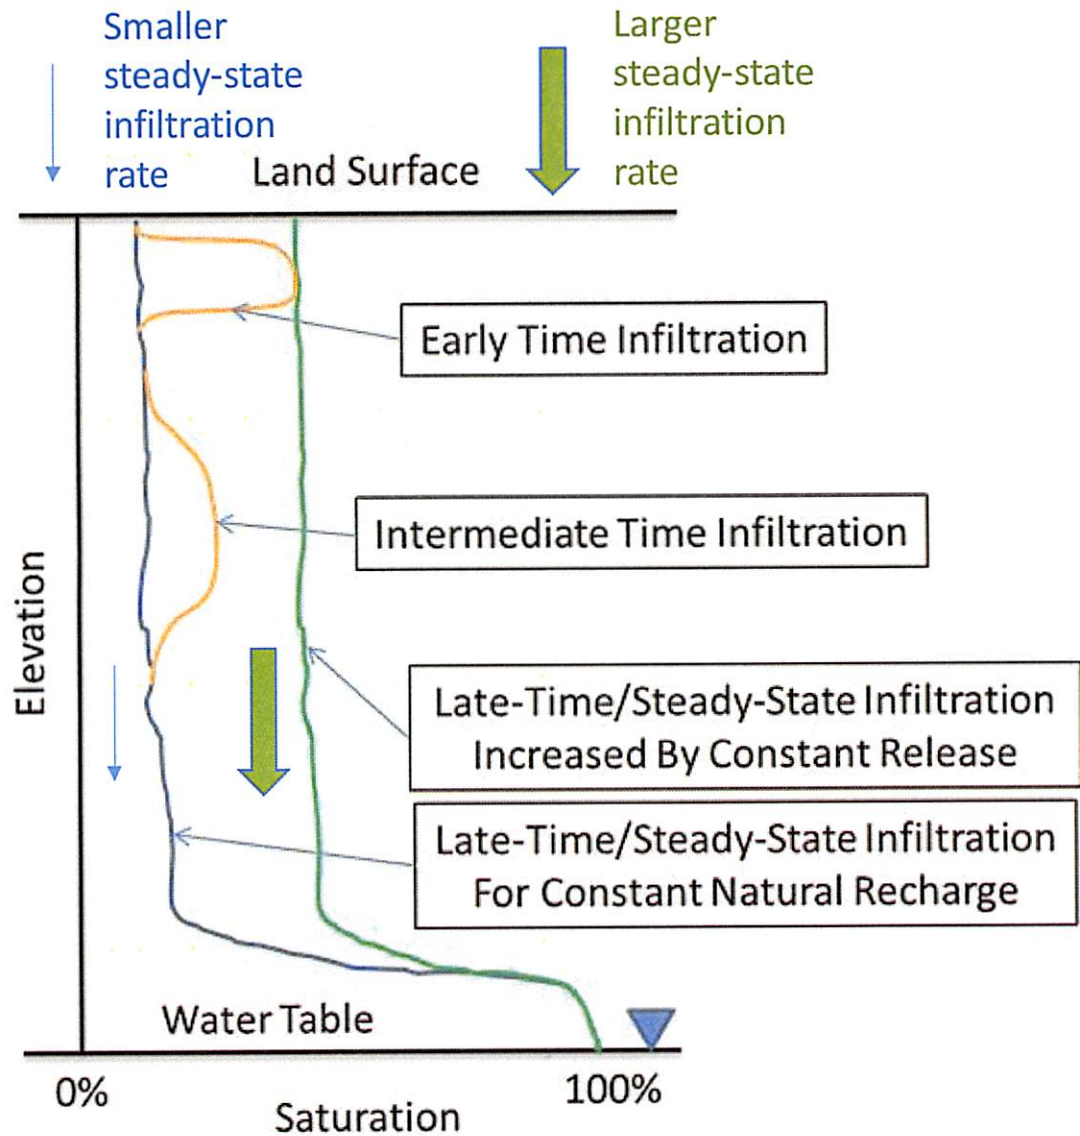 Smaller
steady-state
infiltration
rate
Larger
steady-state
infiltration
rate
Land Surface
Early Time Infiltration
Intermediate Time Infiltration
Elevation
Late-Time/Steady-State Infiltration
Increased By Constant Release
Late-Time/Steady-State Infiltration
For Constant Natural Recharge
Water Table
0%
100%
Saturation